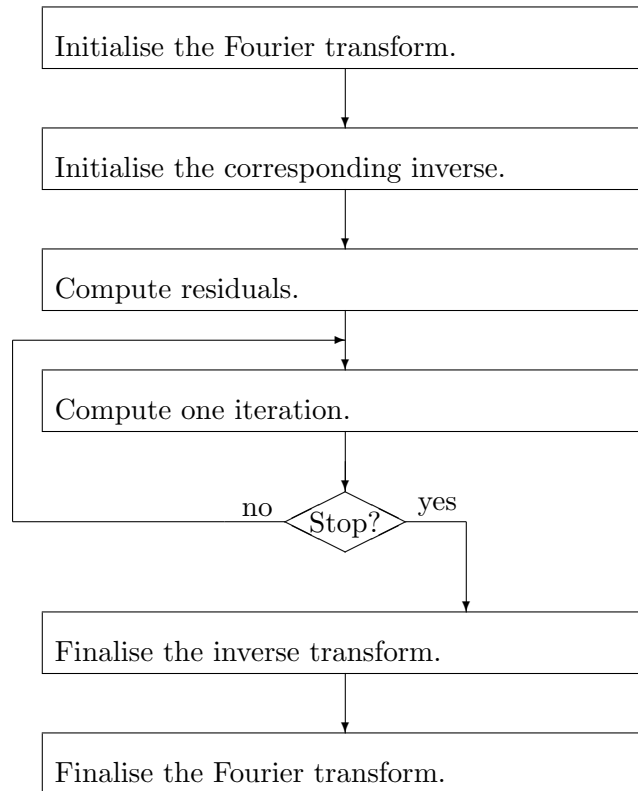 Initialise the Fourier transform.
Initialise the corresponding inverse.
Compute residuals.
Compute one iteration.
no
Stop?
yes
Finalise the inverse transform.
Finalise the Fourier transform.